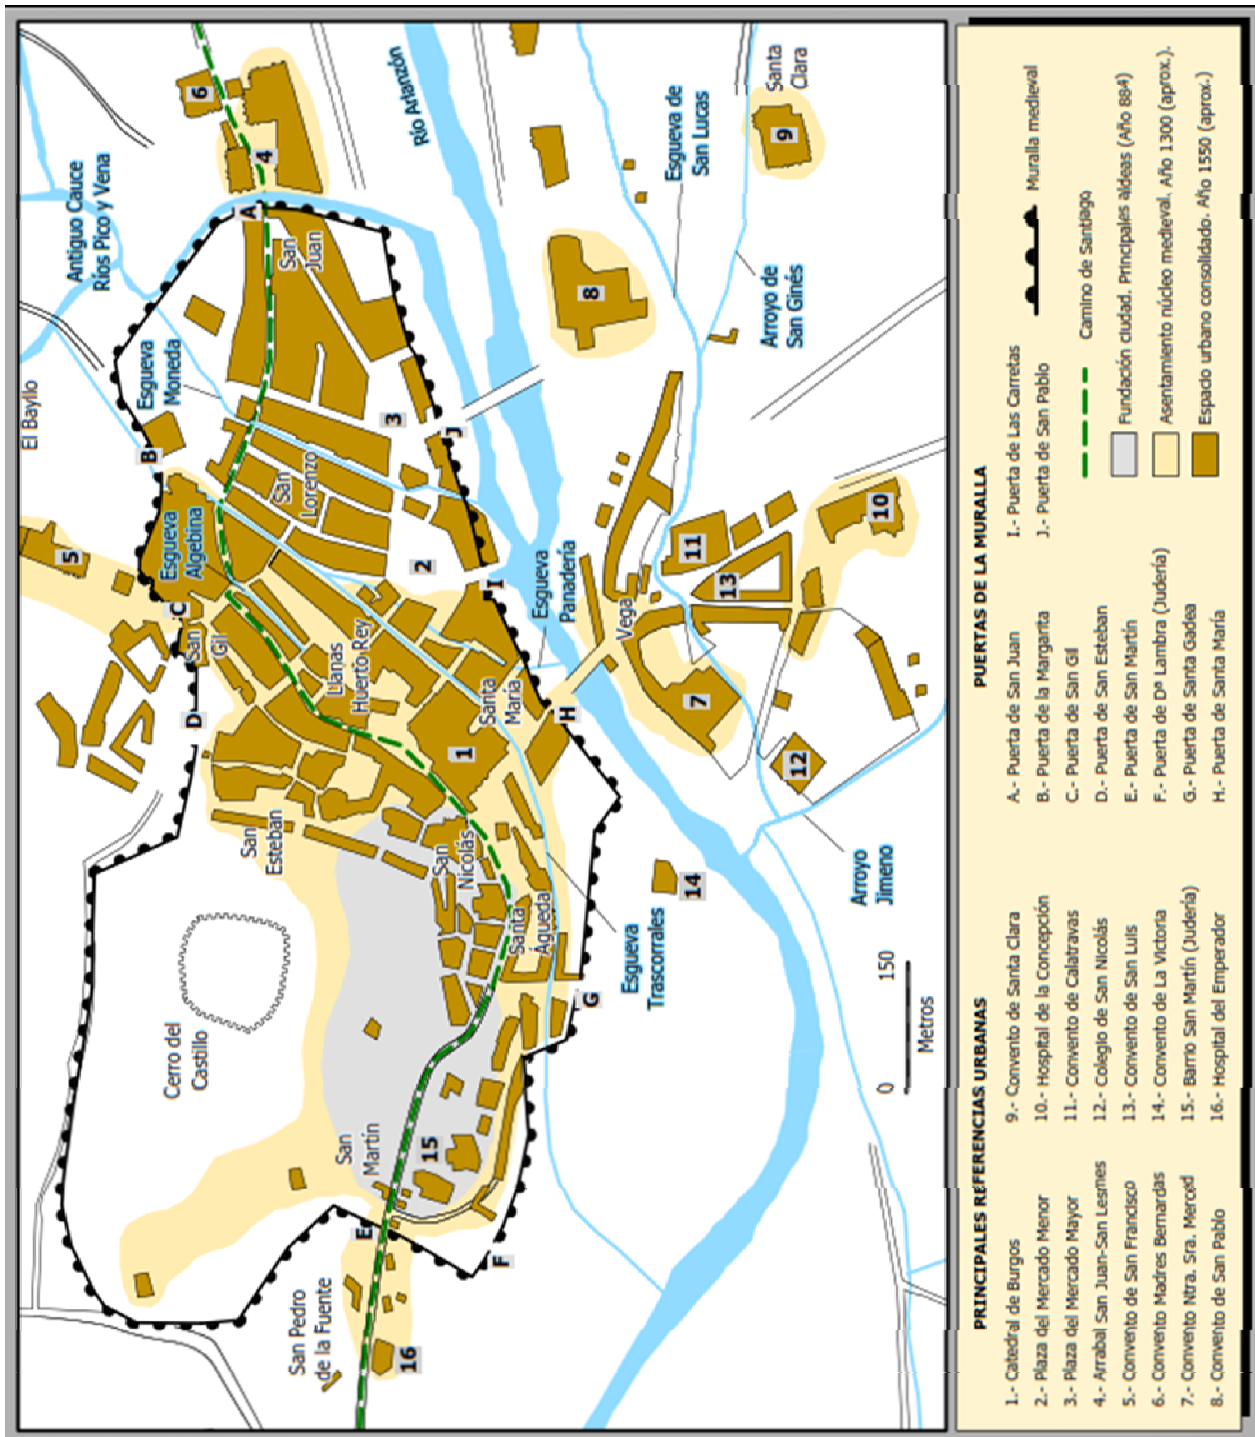 El Bayllo
Antiguo Cauce
Ríos Pico y Vena
Río Arlanzón
Esgueva
Moneda
Esgueva
Algebina
San
Juan
San
Lorenzo
San
Gil
Llanas
Huerto Rey
Santa
María
San
Esteban
San
Nicolás
Santa
Águeda
San
Martín
Cerro del
Castillo
San Pedro
de la Fuente
Esgueva
Panadería
Esgueva
Trascorrales
Vega
Esgueva de
San Lucas
Arroyo de
San Ginés
Santa
Clara
Arroyo
Jimeno
A
B
C
D
E
F
G
H
I
J
1
2
3
4
5
6
7
8
9
10
11
12
13
14
15
16
0 150
Metros
PRINCIPALES REFERENCIAS URBANAS
1.- Catedral de Burgos
2.- Plaza del Mercado Menor
3.- Plaza del Mercado Mayor
4.- Arrabal San Juan-San Lesmes
5.- Convento de San Francisco
6.- Convento Madres Bernardas
7.- Convento Ntra. Sra. Merced
8.- Convento de San Pablo
9.- Convento de Santa Clara
10.- Hospital de la Concepción
11.- Convento de Calatravas
12.- Colegio de San Nicolás
13.- Convento de San Luis
14.- Convento de La Victoria
15.- Barrio San Martín (Judería)
16.- Hospital del Emperador
PUERTAS DE LA MURALLA
A.- Puerta de San Juan
B.- Puerta de la Margarita
C.- Puerta de San Gil
D.- Puerta de San Esteban
E.- Puerta de San Martín
F.- Puerta de Dª Lambra (Judería)
G.- Puerta de Santa Gadea
H.- Puerta de Santa María
I.- Puerta de Las Carretas
J.- Puerta de San Pablo
Muralla medieval
Camino de Santiago
Fundación ciudad. Principales aldeas (Año 884)
Asentamiento núcleo medieval. Año 1300 (aprox.).
Espacio urbano consolidado. Año 1550 (aprox.)